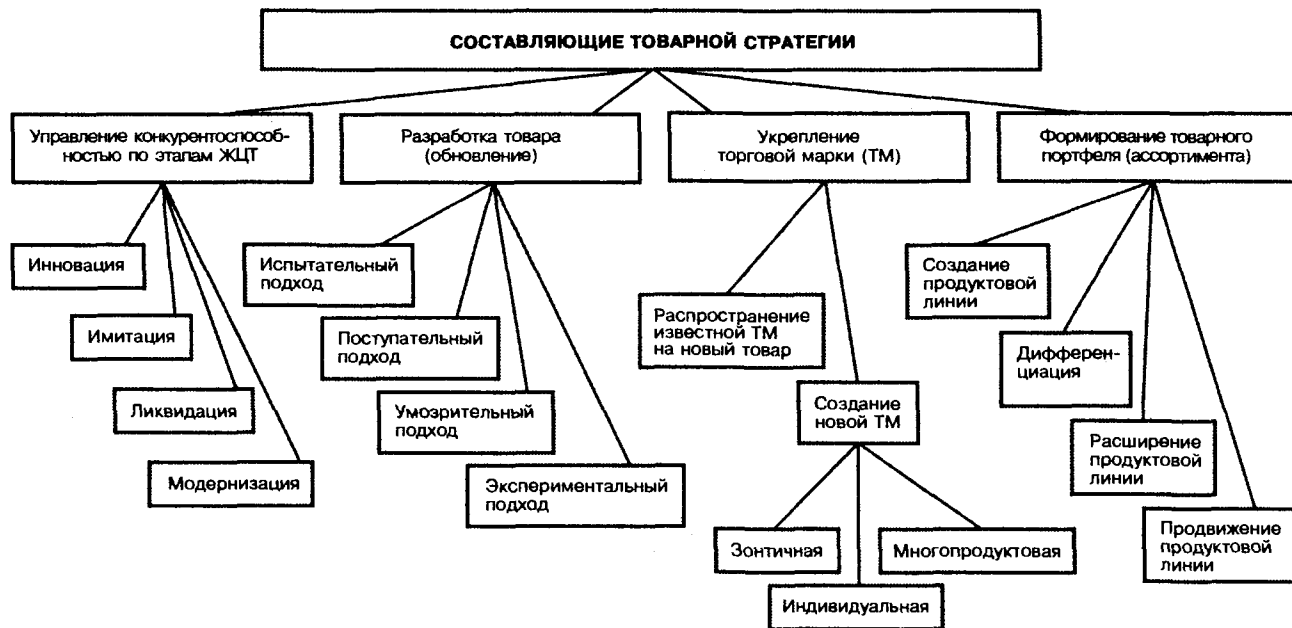 СОСТАВЛЯЮЩИЕ ТОВАРНОЙ СТРАТЕГИИ
Управление конкурентоспособ-
ностью по этапам ЖЦТ
Разработка товара
(обновление)
Укрепление
торговой марки (ТМ)
Формирование товарного
портфеля (ассортимента)
Инновация
Имитация
Ликвидация
Модернизация
Испытательный
подход
Поступательный
подход
Умозрительный
подход
Экспериментальный
подход
Распространение
известной ТМ
на новый товар
Создание
новой ТМ
Зонтичная
Многопродуктовая
Индивидуальная
Создание
продуктовой
линии
Дифферен-
циация
Расширение
продуктовой
линии
Продвижение
продуктовой
линии